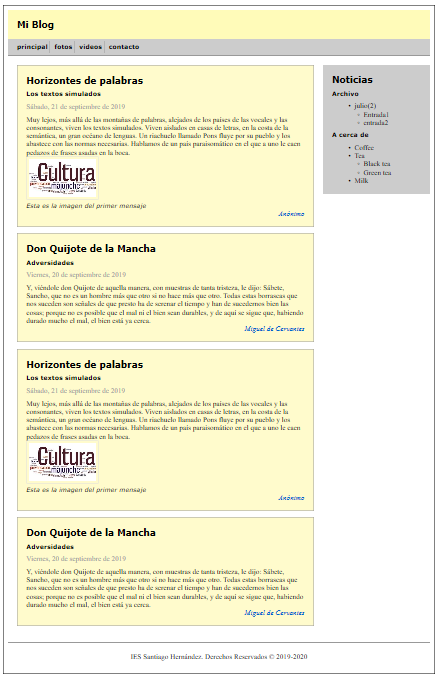 Mi Blog
principal fotos videos contacto
Horizontes de palabras
Los textos simulados
Sábado, 21 de septiembre de 2019
Muy lejos, más allá de las montañas de palabras, alejados de los países de las vocales y las
consonantes, viven los textos simulados. Viven aislados en casas de letras, en la costa de la
semántica, un gran océano de lenguas. Un riachuelo llamado Pons fluye por su pueblo y los
abastece con las normas necesarias. Hablamos de un país paraisomático en el que a uno le caen
pedazos de frases asadas en la boca.
Cultura
Esta es la imagen del primer mensaje
Anónimo
Don Quijote de la Mancha
Adversidades
Viernes, 20 de septiembre de 2019
Y, viéndole don Quijote de aquella manera, con muestras de tanta tristeza, le dijo: Sábete,
Sancho, que no es un hombre más que otro si no hace más que otro. Todas estas borrascas que
nos suceden son señales de que presto ha de serenar el tiempo y han de sucedernos bien las
cosas; porque no es posible que el mal ni el bien sean durables, y de aquí se sigue que, habiendo
durado mucho el mal, el bien está ya cerca.
Miguel de Cervantes
Horizontes de palabras
Los textos simulados
Sábado, 21 de septiembre de 2019
Muy lejos, más allá de las montañas de palabras, alejados de los países de las vocales y las
consonantes, viven los textos simulados. Viven aislados en casas de letras, en la costa de la
semántica, un gran océano de lenguas. Un riachuelo llamado Pons fluye por su pueblo y los
abastece con las normas necesarias. Hablamos de un país paraisomático en el que a uno le caen
pedazos de frases asadas en la boca.
Cultura
Esta es la imagen del primer mensaje
Anónimo
Don Quijote de la Mancha
Adversidades
Viernes, 20 de septiembre de 2019
Y, viéndole don Quijote de aquella manera, con muestras de tanta tristeza, le dijo: Sábete,
Sancho, que no es un hombre más que otro si no hace más que otro. Todas estas borrascas que
nos suceden son señales de que presto ha de serenar el tiempo y han de sucedernos bien las
cosas; porque no es posible que el mal ni el bien sean durables, y de aquí se sigue que, habiendo
durado mucho el mal, el bien está ya cerca.
Miguel de Cervantes
Noticias
Archivo
julio(2)
Entrada1
entrada2
A cerca de
Coffee
Tea
Black tea
Green tea
Milk
IES Santiago Hernández. Derechos Reservados © 2019-2020